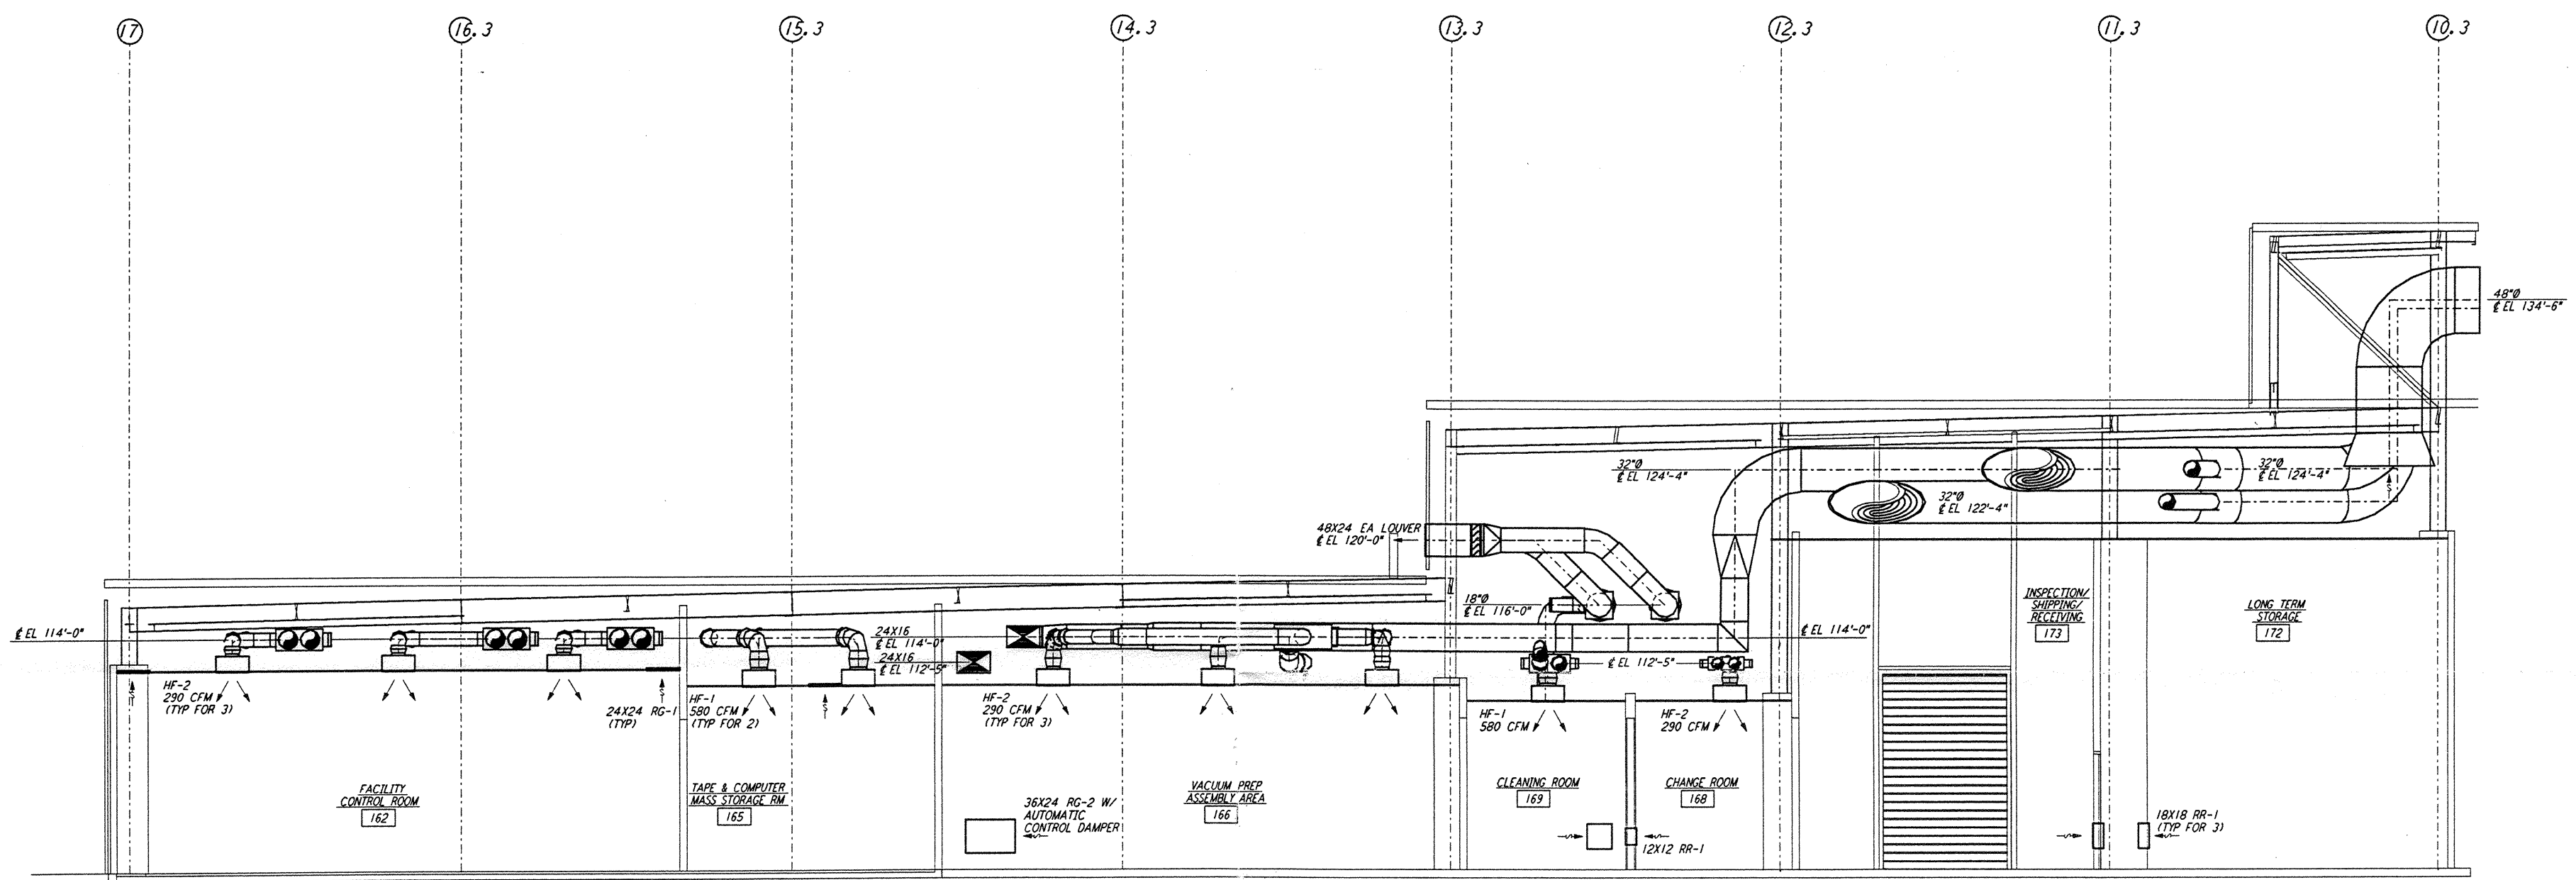 17
16.3
15.3
14.3
13.3
12.3
11.3
10.3
48"Ø
℄ EL 134'-6"
32"Ø
℄ EL 124'-4"
32"Ø
℄ EL 124'-4"
32"Ø
℄ EL 122'-4"
48X24 EA LOUVER
℄ EL 120'-0"
18"Ø
℄ EL 116'-0"
℄ EL 114'-0"
24X16
℄ EL 114'-0"
24X16
℄ EL 112'-5"
℄ EL 114'-0"
℄ EL 112'-5"
INSPECTION/
SHIPPING/
RECEIVING
173
LONG TERM
STORAGE
172
HF-2
290 CFM
(TYP FOR 3)
24X24 RG-1
(TYP)
HF-1
580 CFM
(TYP FOR 2)
HF-2
290 CFM
(TYP FOR 3)
HF-1
580 CFM
HF-2
290 CFM
FACILITY
CONTROL ROOM
162
TAPE & COMPUTER
MASS STORAGE RM
165
VACUUM PREP
ASSEMBLY AREA
166
CLEANING ROOM
169
CHANGE ROOM
168
36X24 RG-2 W/
AUTOMATIC
CONTROL DAMPER
12X12 RR-1
18X18 RR-1
(TYP FOR 3)